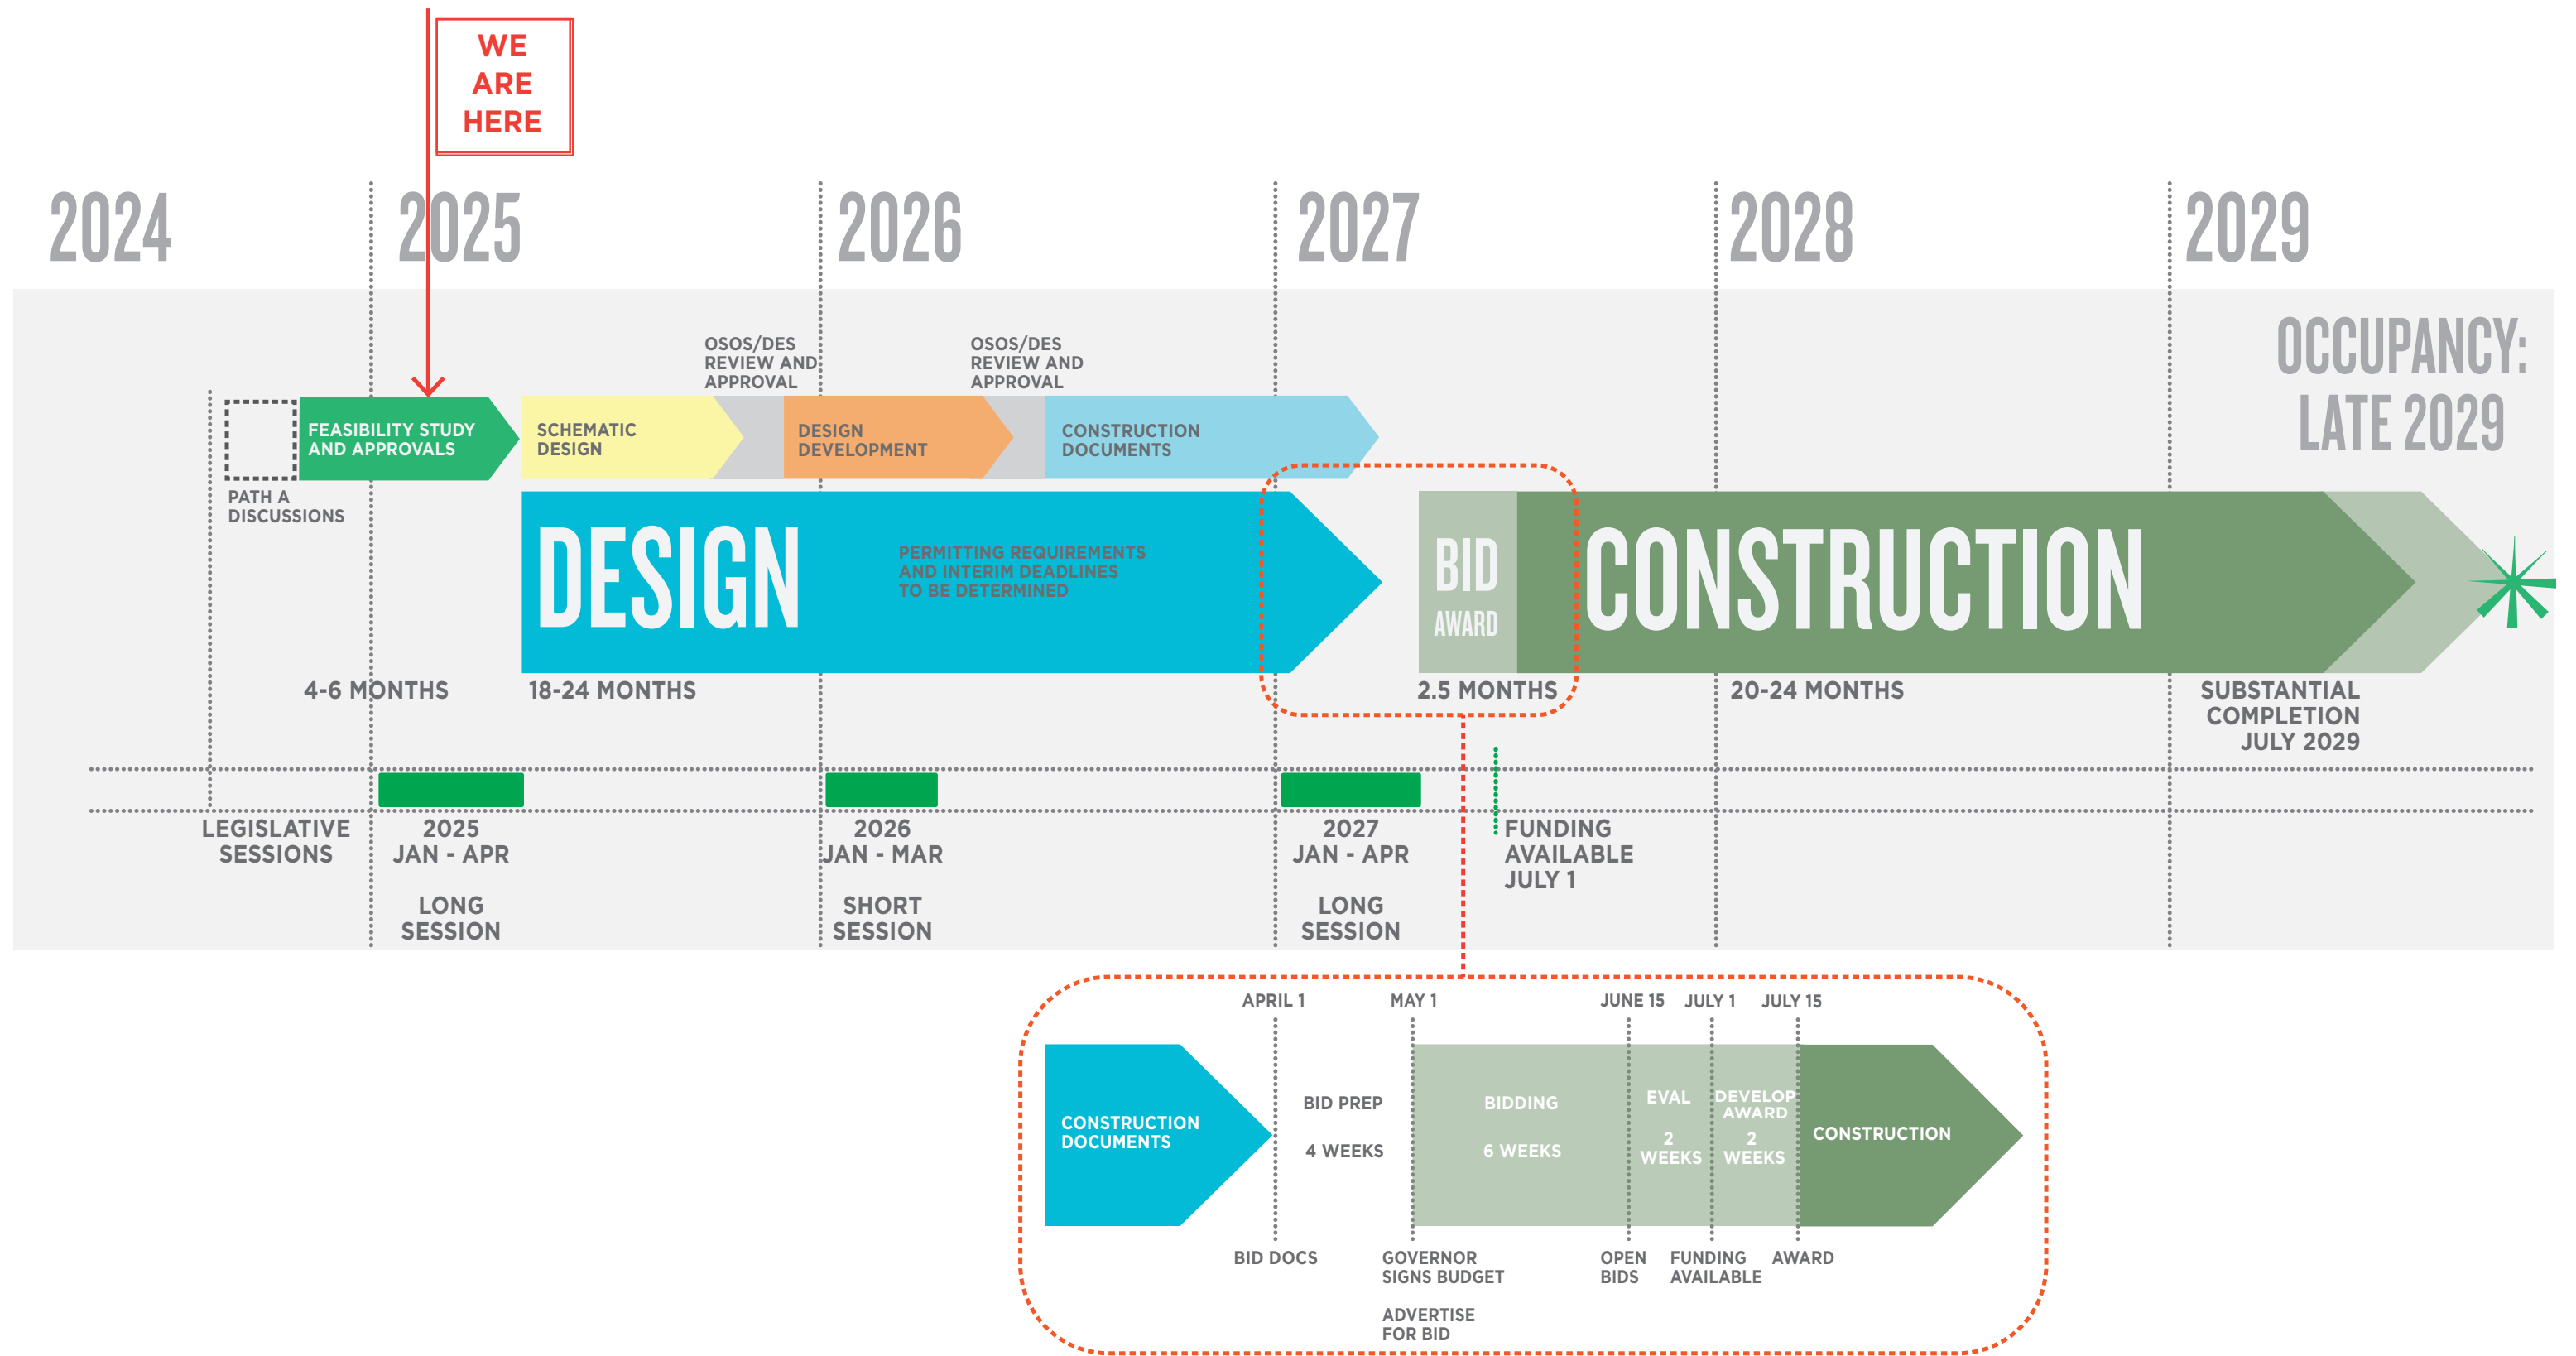 WE
ARE
HERE
2024
2025
2026
2027
2028
2029
OCCUPANCY:
LATE 2029
OSOS/DES
REVIEW AND
APPROVAL
OSOS/DES
REVIEW AND
APPROVAL
FEASIBILITY STUDY
AND APPROVALS
SCHEMATIC
DESIGN
DESIGN
DEVELOPMENT
CONSTRUCTION
DOCUMENTS
PATH A
DISCUSSIONS
DESIGN
PERMITTING REQUIREMENTS
AND INTERIM DEADLINES
TO BE DETERMINED
BID
AWARD
CONSTRUCTION
4-6 MONTHS
18-24 MONTHS
2.5 MONTHS
20-24 MONTHS
SUBSTANTIAL
COMPLETION
JULY 2029
LEGISLATIVE
SESSIONS
2025
JAN - APR
LONG
SESSION
2026
JAN - MAR
SHORT
SESSION
2027
JAN - APR
LONG
SESSION
FUNDING
AVAILABLE
JULY 1
APRIL 1
MAY 1
JUNE 15
JULY 1
JULY 15
CONSTRUCTION
DOCUMENTS
BID PREP
4 WEEKS
BIDDING
6 WEEKS
EVAL
2
WEEKS
DEVELOP
AWARD
2
WEEKS
CONSTRUCTION
BID DOCS
GOVERNOR
SIGNS BUDGET
ADVERTISE
FOR BID
OPEN
BIDS
FUNDING
AVAILABLE
AWARD